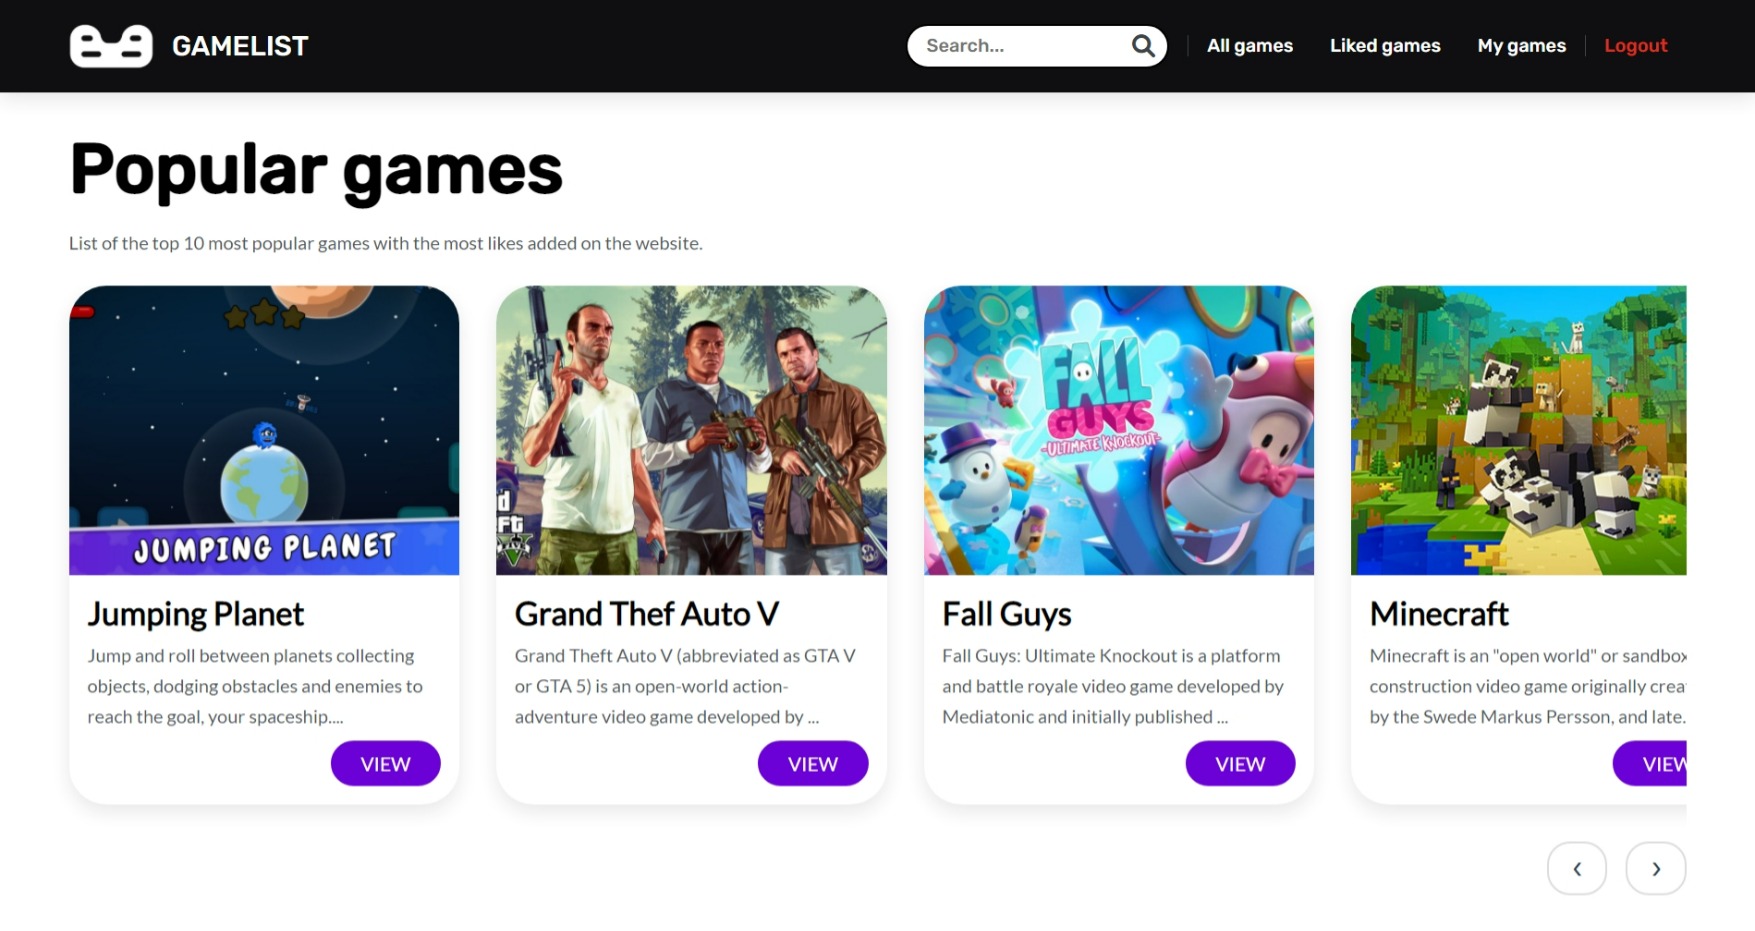 GAMELIST
Search...
All games
Liked games
My games
Logout
Popular games
List of the top 10 most popular games with the most likes added on the website.
JUMPING PLANET
Jumping Planet
Jump and roll between planets collecting
objects, dodging obstacles and enemies to
reach the goal, your spaceship....
VIEW
d
ft
V
Grand Thef Auto V
Grand Theft Auto V (abbreviated as GTA V
or GTA 5) is an open-world action-
adventure video game developed by ...
VIEW
FALL
GUYS
-ULTIMATE KNOCKOUT-
Fall Guys
Fall Guys: Ultimate Knockout is a platform
and battle royale video game developed by
Mediatonic and initially published ...
VIEW
Minecraft
Minecraft is an "open world" or sandbox
construction video game originally crea
by the Swede Markus Persson, and late.
VIEW